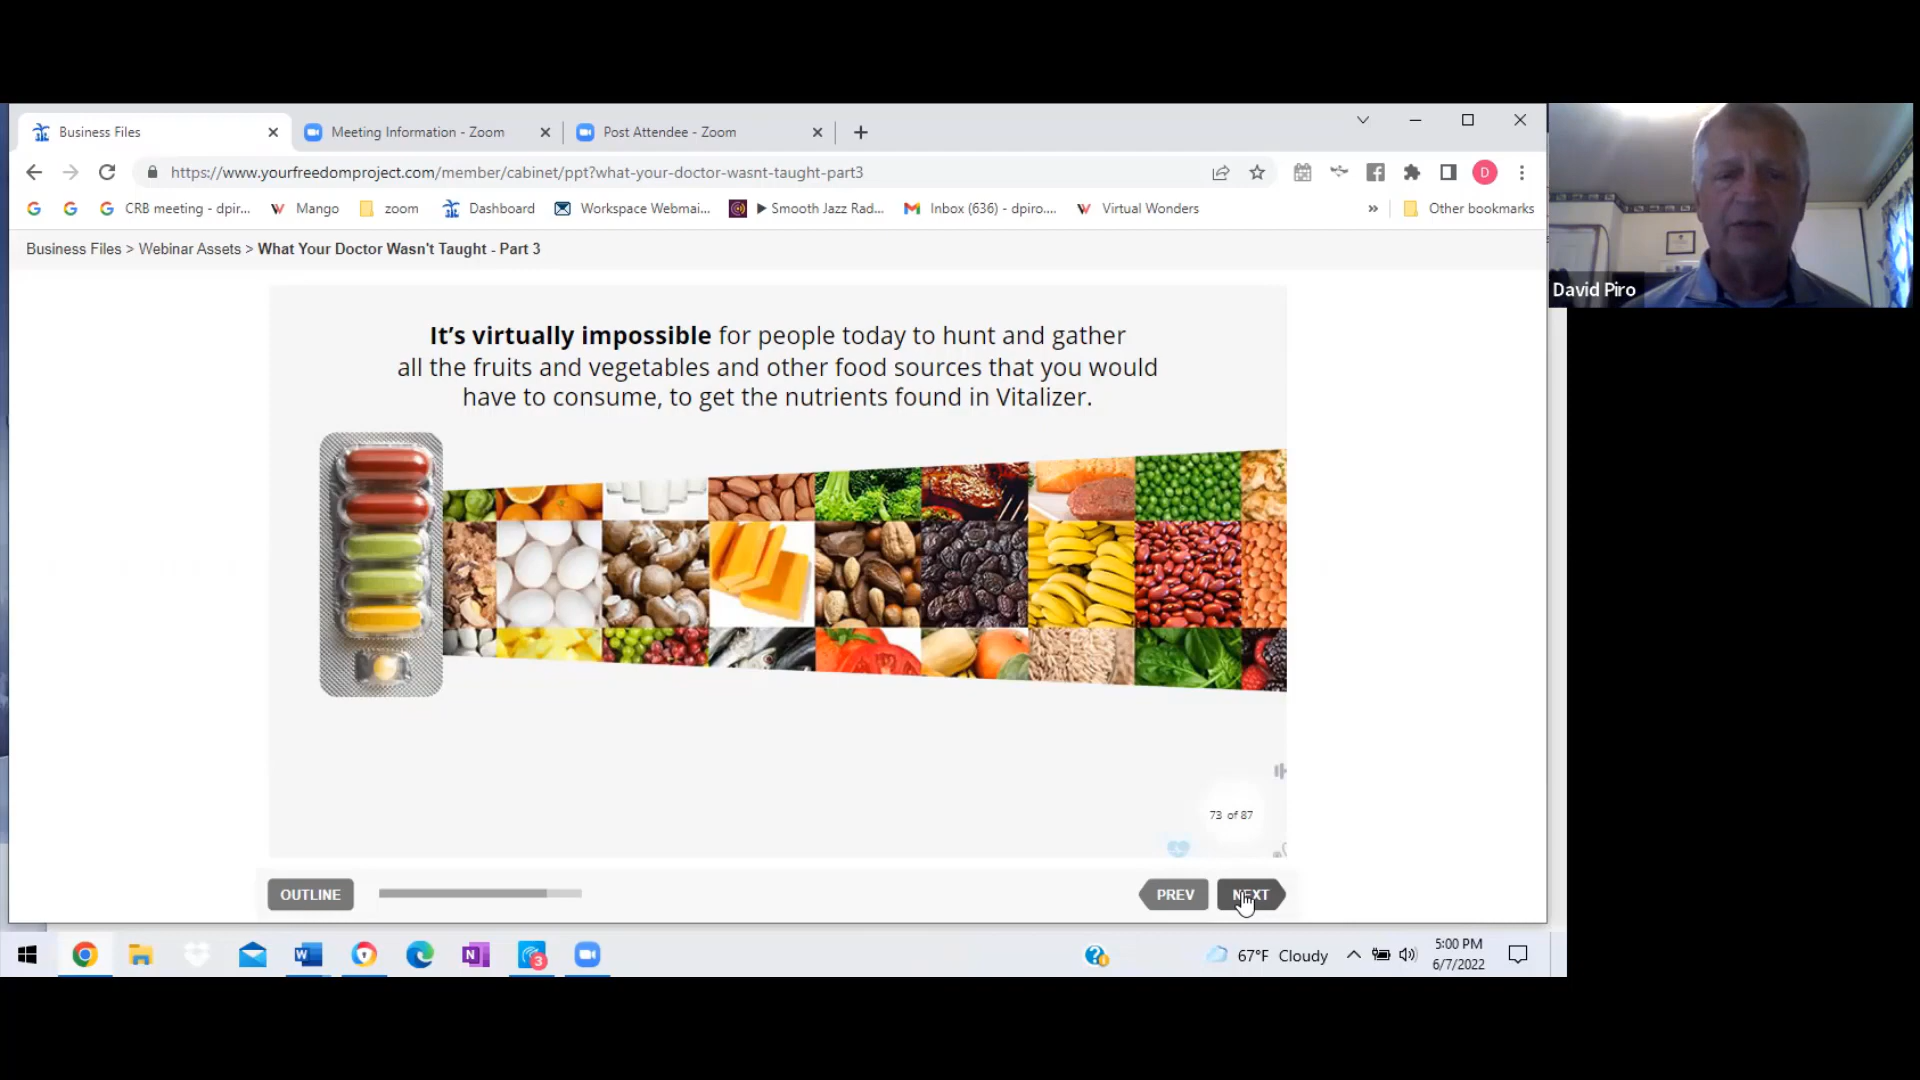 Business Files
Meeting Information - Zoom
Post Attendee - Zoom
https://www.yourfreedomproject.com/member/cabinet/ppt?what-your-doctor-wasnt-taught-part3
D
CRB meeting - dpir...
Mango
zoom
Dashboard
Workspace Webmai...
▶ Smooth Jazz Rad...
Inbox (636) - dpiro....
Virtual Wonders
»
Other bookmarks
Business Files > Webinar Assets > What Your Doctor Wasn't Taught - Part 3
David Piro
It's virtually impossible for people today to hunt and gather
all the fruits and vegetables and other food sources that you would
have to consume, to get the nutrients found in Vitalizer.
73 of 87
OUTLINE
PREV
NEXT
3
67°F Cloudy
5:00 PM
6/7/2022